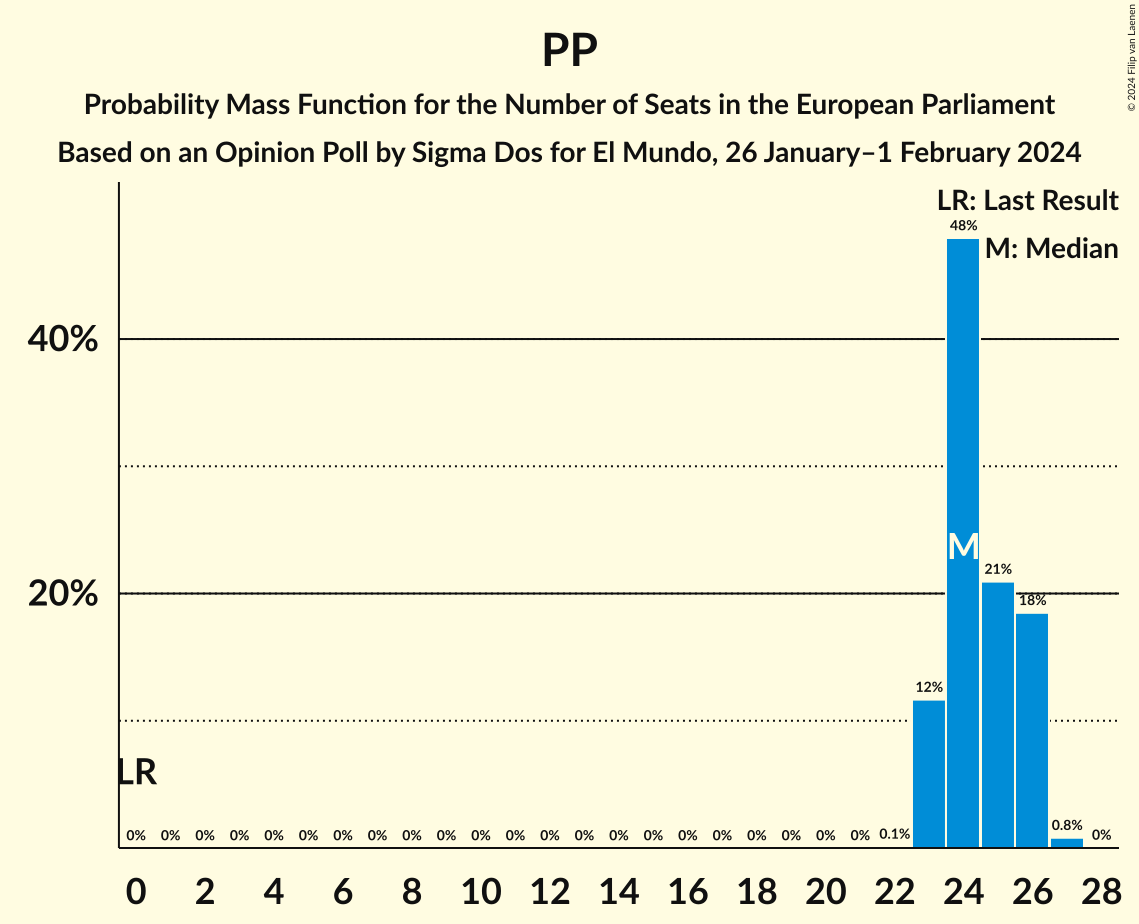 PP
Probability Mass Function for the Number of Seats in the European Parliament
Based on an Opinion Poll by Sigma Dos for El Mundo, 26 January–1 February 2024
© 2024 Filip van Laenen
LR: Last Result
M: Median
48%
40%
M
21%
20%
18%
12%
LR
0% 0% 0% 0% 0% 0% 0% 0% 0% 0% 0% 0% 0% 0% 0% 0% 0% 0% 0% 0% 0% 0% 0.1% 0.8% 0%
0 2 4 6 8 10 12 14 16 18 20 22 24 26 28